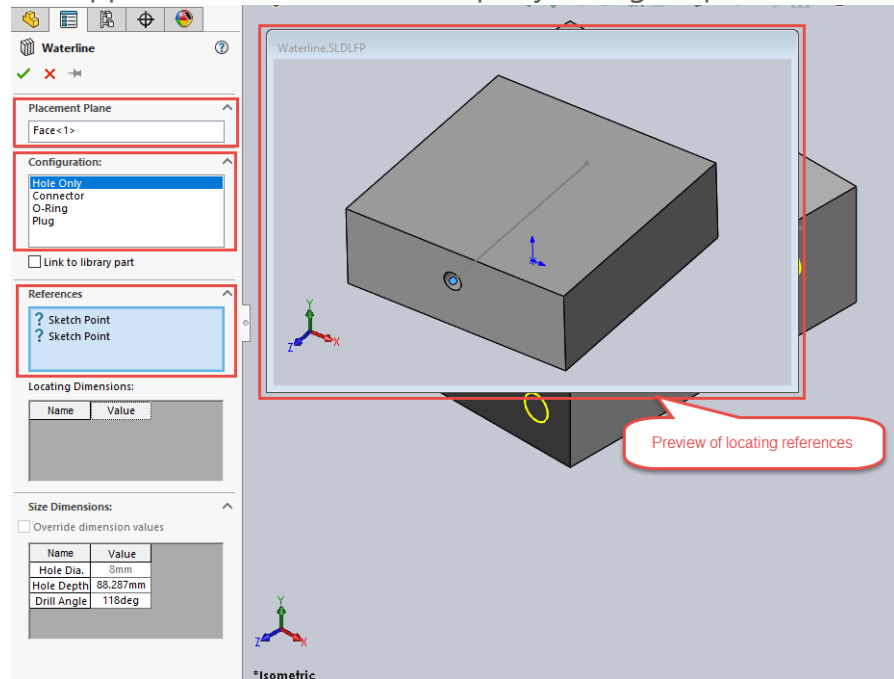 Waterline
Waterline.SLDLFP
Placement Plane
Face<1>
Configuration:
Hole Only
Connector
O-Ring
Plug
Link to library part
References
? Sketch Point
? Sketch Point
Locating Dimensions:
Name Value
Size Dimensions:
Override dimension values
Name Value
Hole Dia. 8mm
Hole Depth 88.287mm
Drill Angle 118deg
Y
Z X
Preview of locating references
Y
Z X
*Isometric